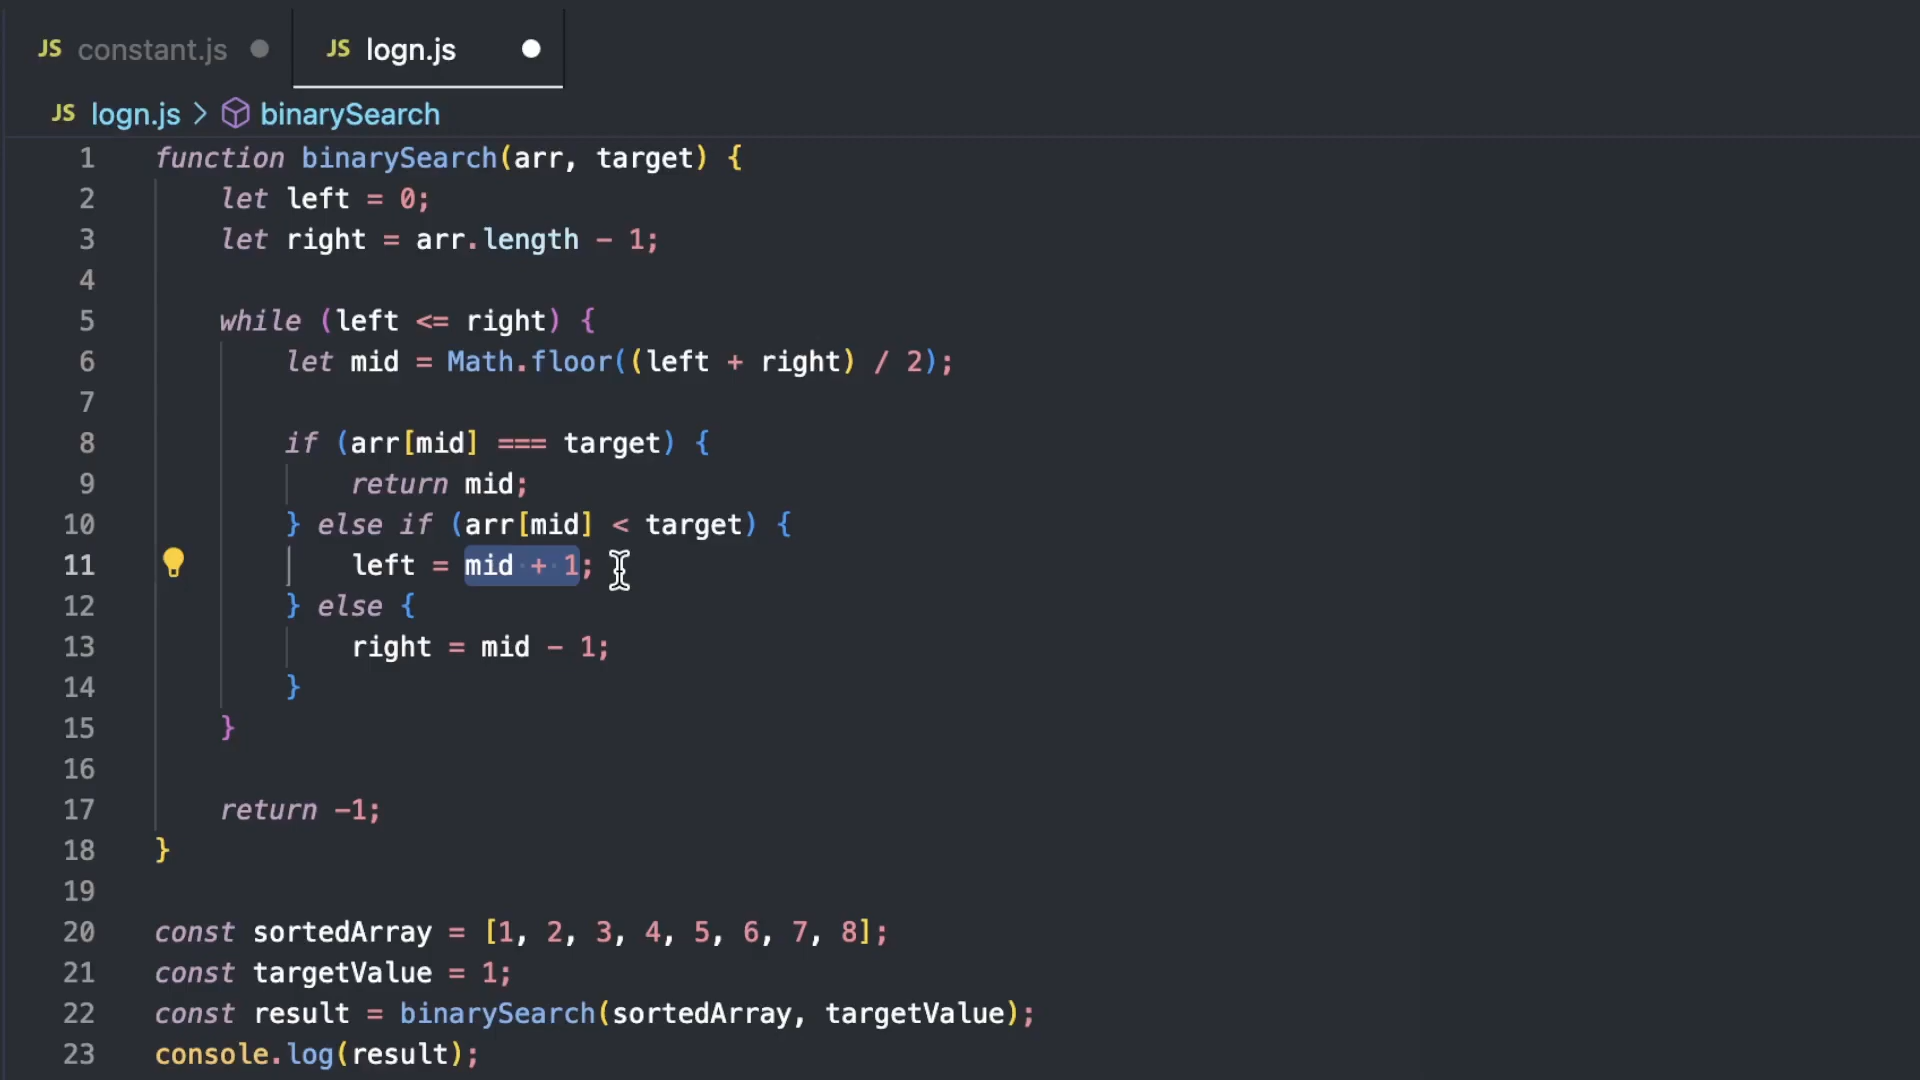 JS constant.js JS logn.js
JS logn.js > binarySearch
1 function binarySearch(arr, target) {
2 let left = 0;
3 let right = arr.length - 1;
4
5 while (left <= right) {
6 let mid = Math.floor((left + right) / 2);
7
8 if (arr[mid] === target) {
9 return mid;
10 } else if (arr[mid] < target) {
11 left = mid + 1;
12 } else {
13 right = mid - 1;
14 }
15 }
16
17 return -1;
18 }
19
20 const sortedArray = [1, 2, 3, 4, 5, 6, 7, 8];
21 const targetValue = 1;
22 const result = binarySearch(sortedArray, targetValue);
23 console.log(result);